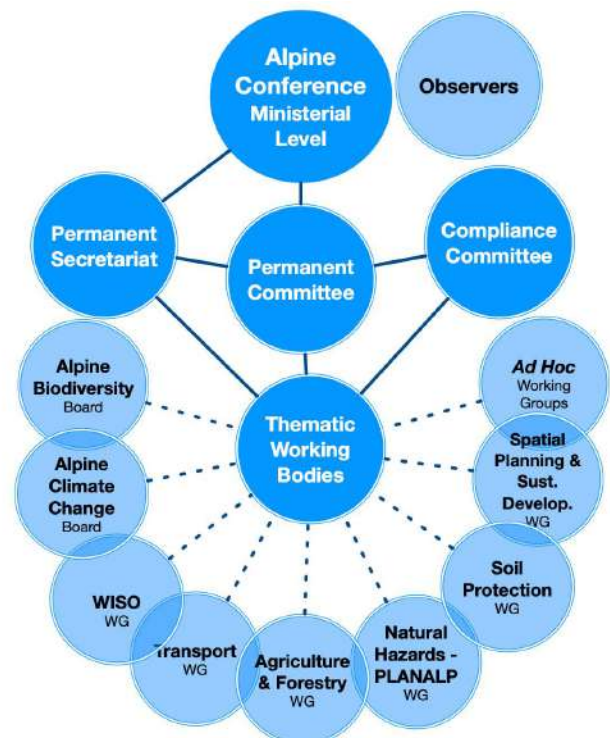 Alpine
Conference
Ministerial
Level
Observers
Permanent
Secretariat
Permanent
Committee
Compliance
Committee
Alpine
Biodiversity
Board
Thematic
Working
Bodies
Ad Hoc
Working
Groups
Alpine
Climate
Change
Board
Spatial
Planning &
Sust.
Develop.
WG
WISO
WG
Soil
Protection
WG
Transport
WG
Agriculture
& Forestry
WG
Natural
Hazards -
PLANALP
WG